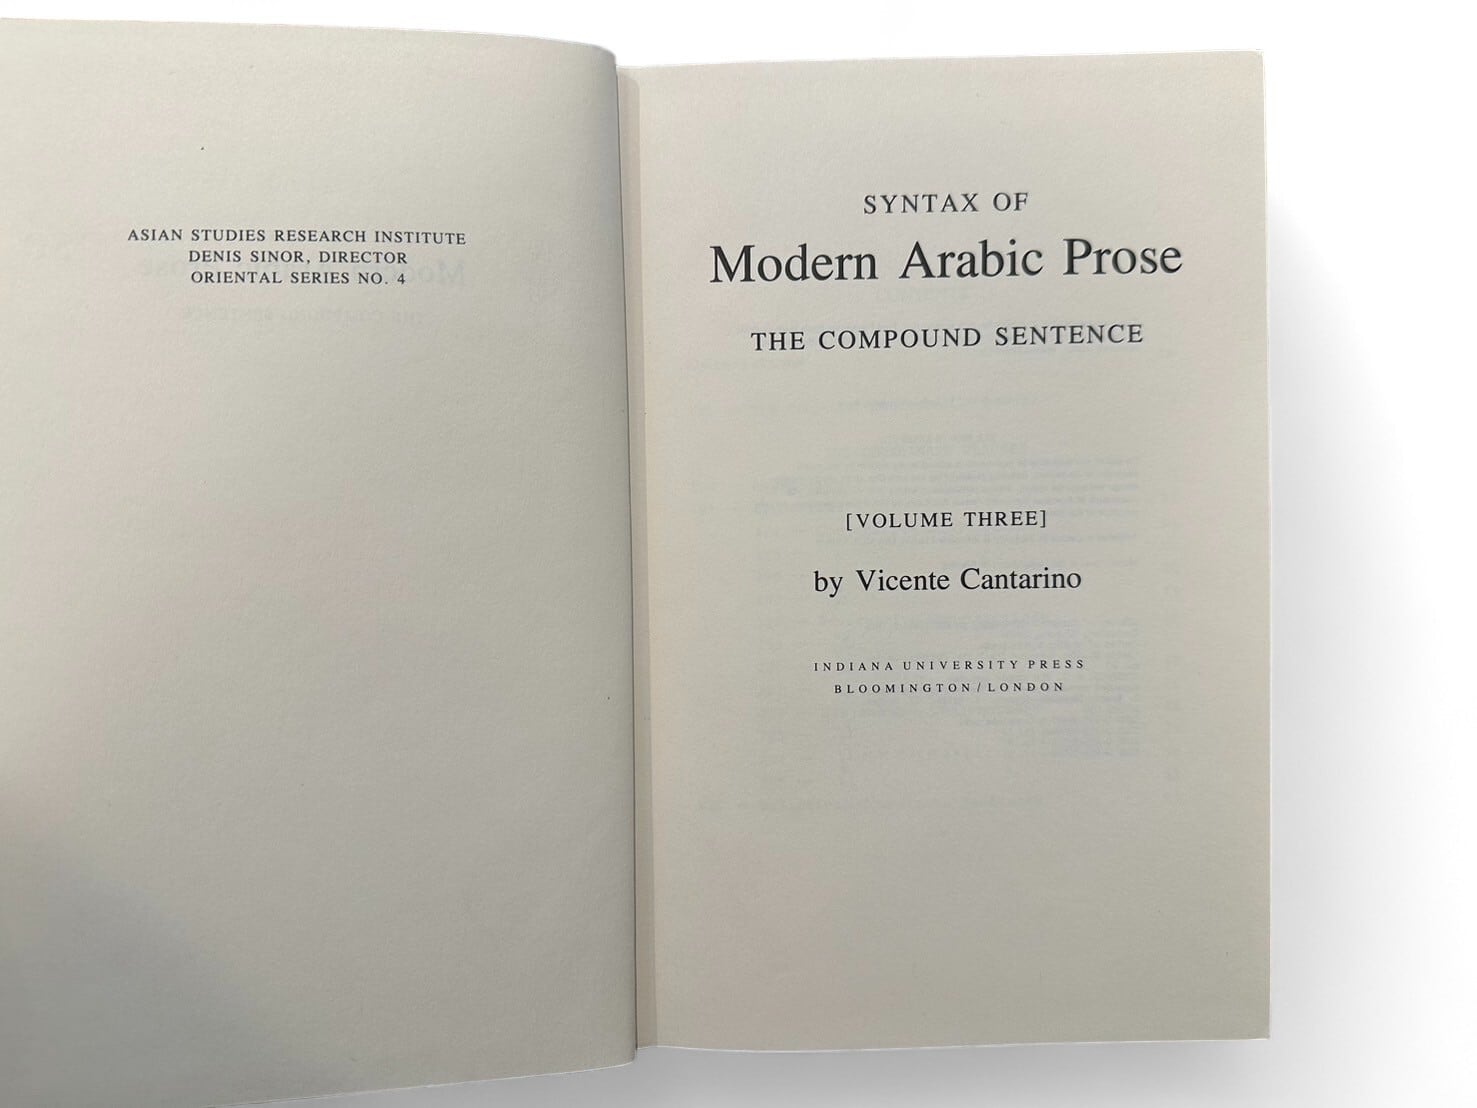 ASIAN STUDIES RESEARCH INSTITUTE
DENIS SINOR, DIRECTOR
ORIENTAL SERIES NO. 4
SYNTAX OF
Modern Arabic Prose
THE COMPOUND SENTENCE
[VOLUME THREE]
by Vicente Cantarino
INDIANA UNIVERSITY PRESS
BLOOMINGTON/LONDON